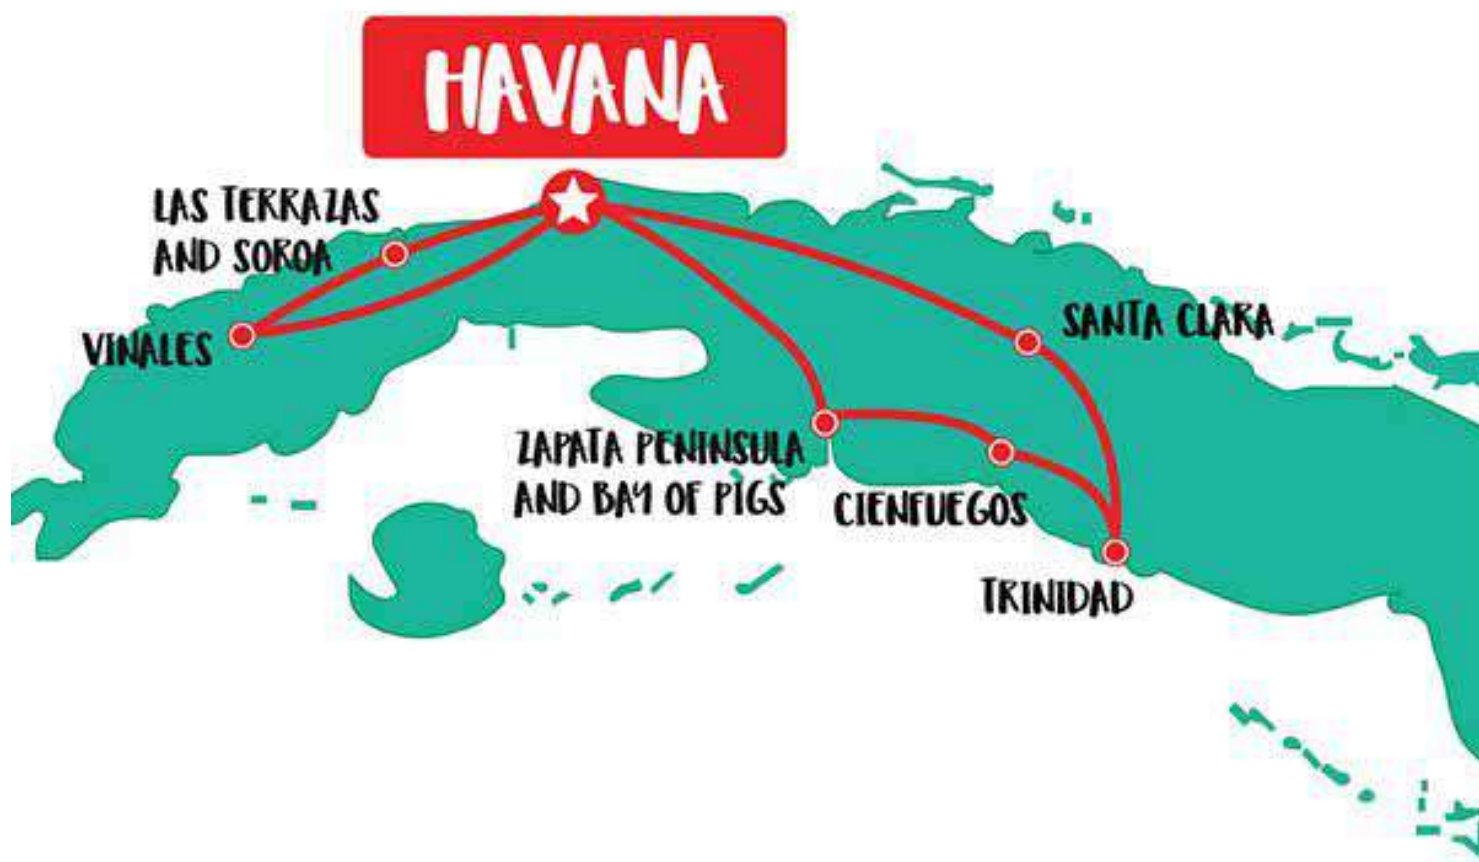 HAVANA
LAS TERRAZAS
AND SOROA
VINALES
SANTA CLARA
ZAPATA PENINSULA
AND BAY OF PIGS
CIENFUEGOS
TRINIDAD